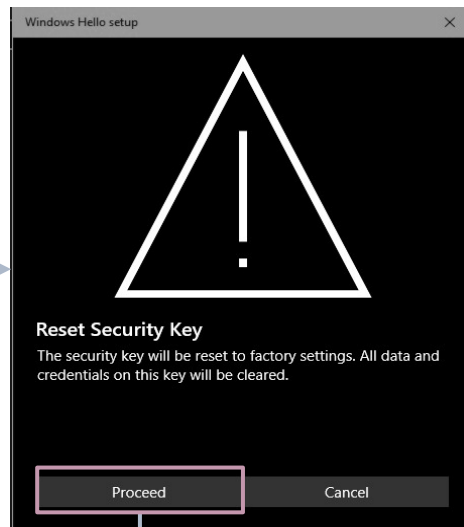 Windows Hello setup
Reset Security Key
The security key will be reset to factory settings. All data and
credentials on this key will be cleared.
Proceed
Cancel